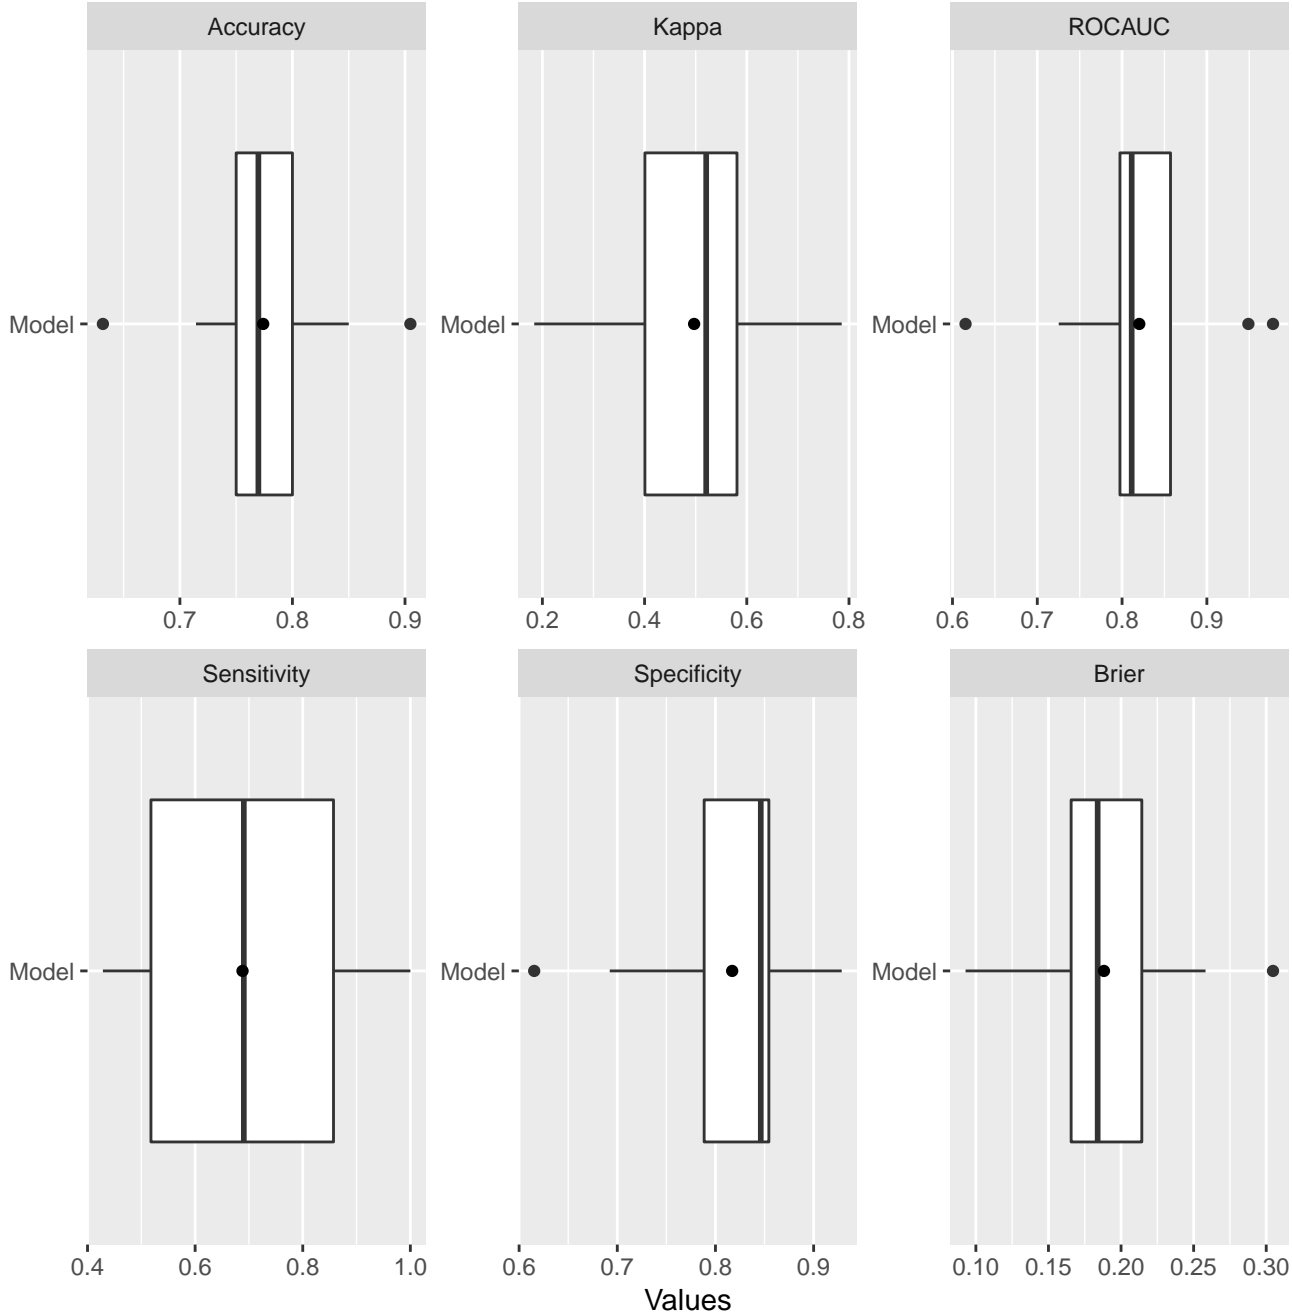 Accuracy Kappa ROCAUC
Model Model Model
0.7 0.8 0.9 0.2 0.4 0.6 0.8 0.6 0.7 0.8 0.9
Sensitivity Specificity Brier
Model Model Model
0.4 0.6 0.8 1.0 0.6 0.7 0.8 0.9 0.10 0.15 0.20 0.25 0.30
Values